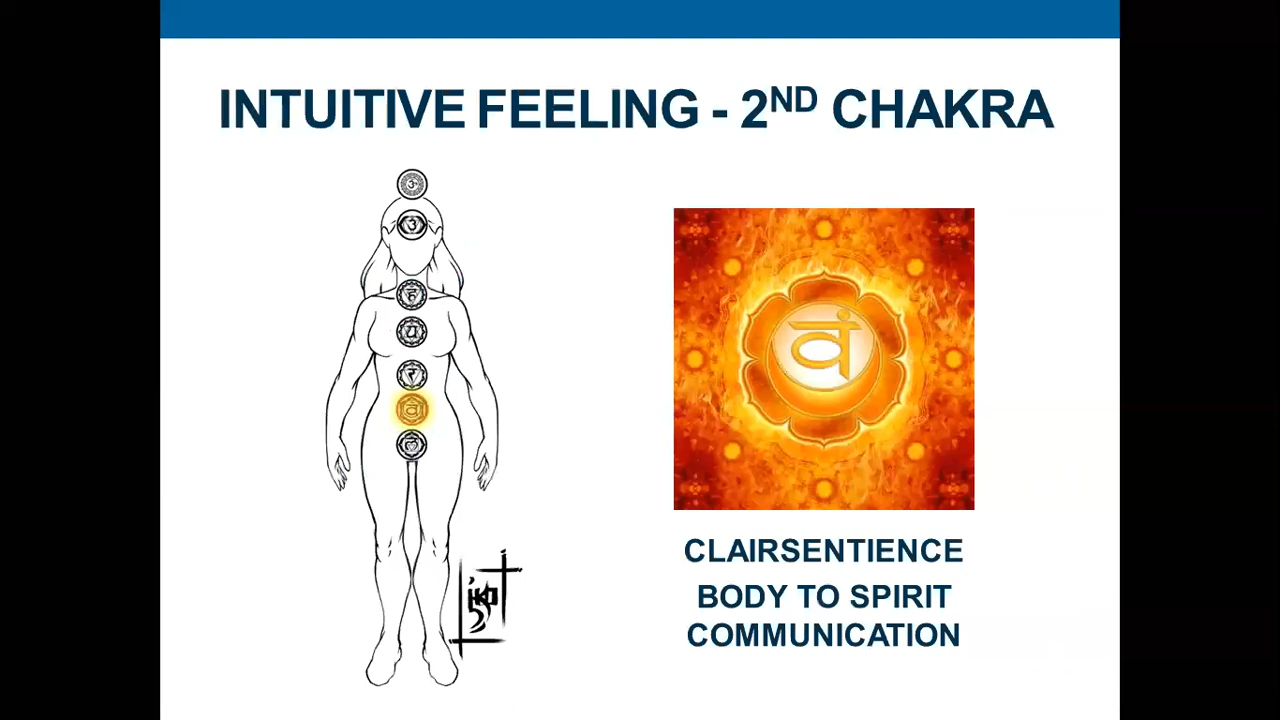 INTUITIVE FEELING - 2ND CHAKRA
ॐ
ॐ
हं
यं
रं
वं
लं
वं
CLAIRSENTIENCE
BODY TO SPIRIT
COMMUNICATION